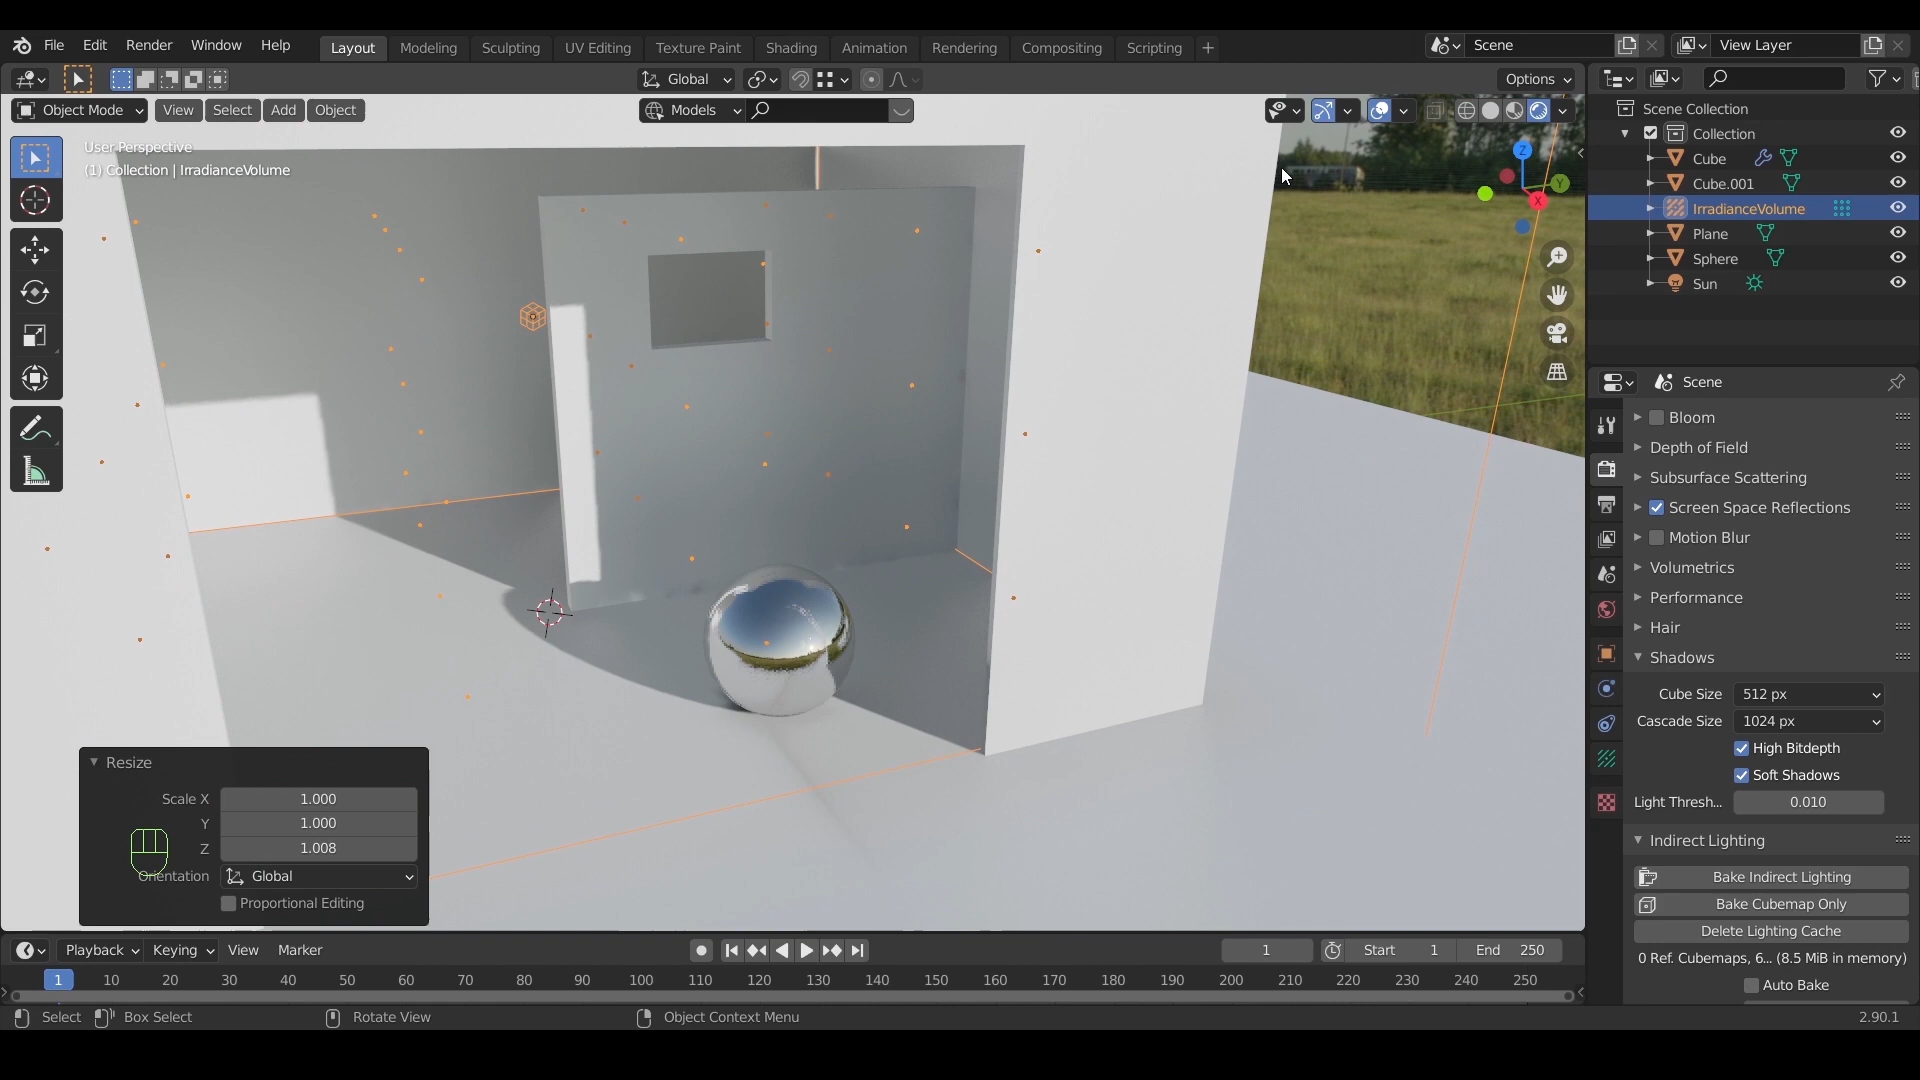 File Edit Render Window Help Layout Modeling Sculpting UV Editing Texture Paint Shading Animation Rendering Compositing Scripting + Scene View Layer
Global Options
Object Mode View Select Add Object Models
User Perspective
(1) Collection | IrradianceVolume
Z
Y
X
Scene Collection
Collection
Cube
Cube.001
IrradianceVolume
Plane
Sphere
Sun
Scene
Bloom
Depth of Field
Subsurface Scattering
Screen Space Reflections
Motion Blur
Volumetrics
Performance
Hair
Shadows
Cube Size 512 px
Cascade Size 1024 px
High Bitdepth
Soft Shadows
Light Thresh... 0.010
Indirect Lighting
Bake Indirect Lighting
Bake Cubemap Only
Delete Lighting Cache
0 Ref. Cubemaps, 6... (8.5 MiB in memory)
Auto Bake
Resize
Scale X 1.000
Y 1.000
Z 1.008
Orientation Global
Proportional Editing
Playback Keying View Marker 1 Start 1 End 250
1 10 20 30 40 50 60 70 80 90 100 110 120 130 140 150 160 170 180 190 200 210 220 230 240 250
Select Box Select Rotate View Object Context Menu 2.90.1